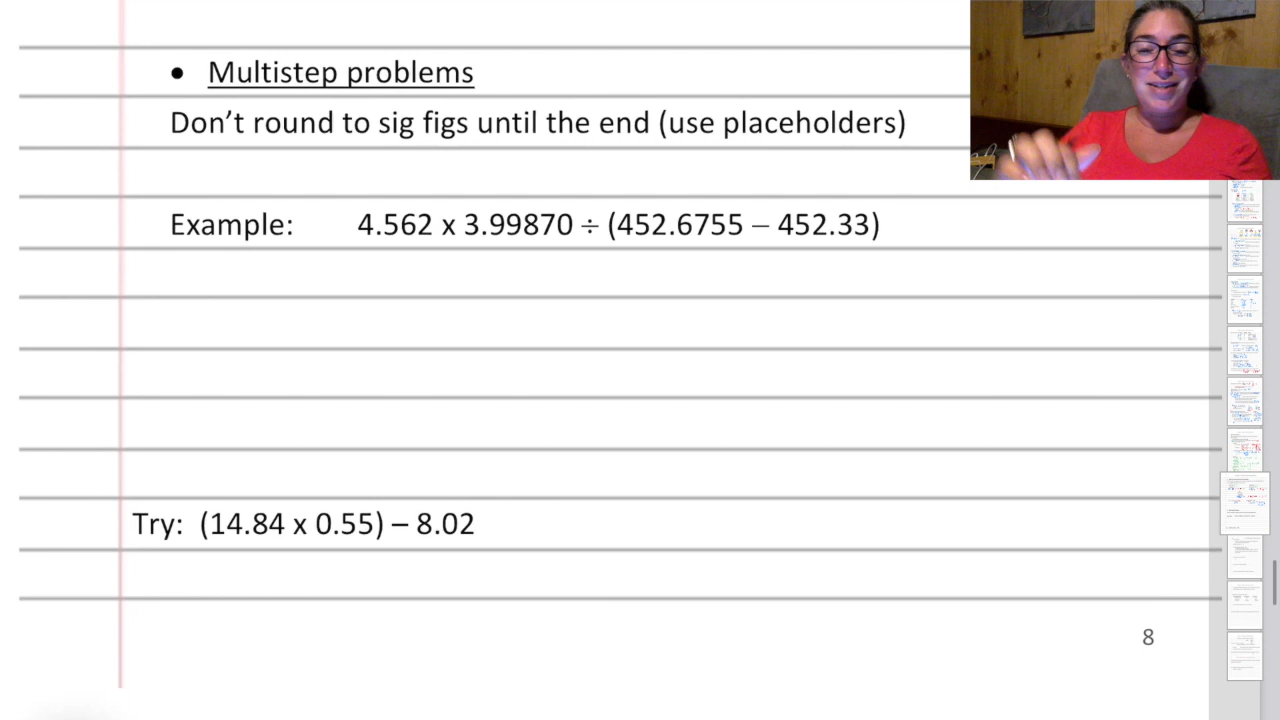 • Multistep problems
Don’t round to sig figs until the end (use placeholders)
Example: 4.562 x 3.99870 ÷ (452.6755 – 452.33)
Try: (14.84 x 0.55) – 8.02
8